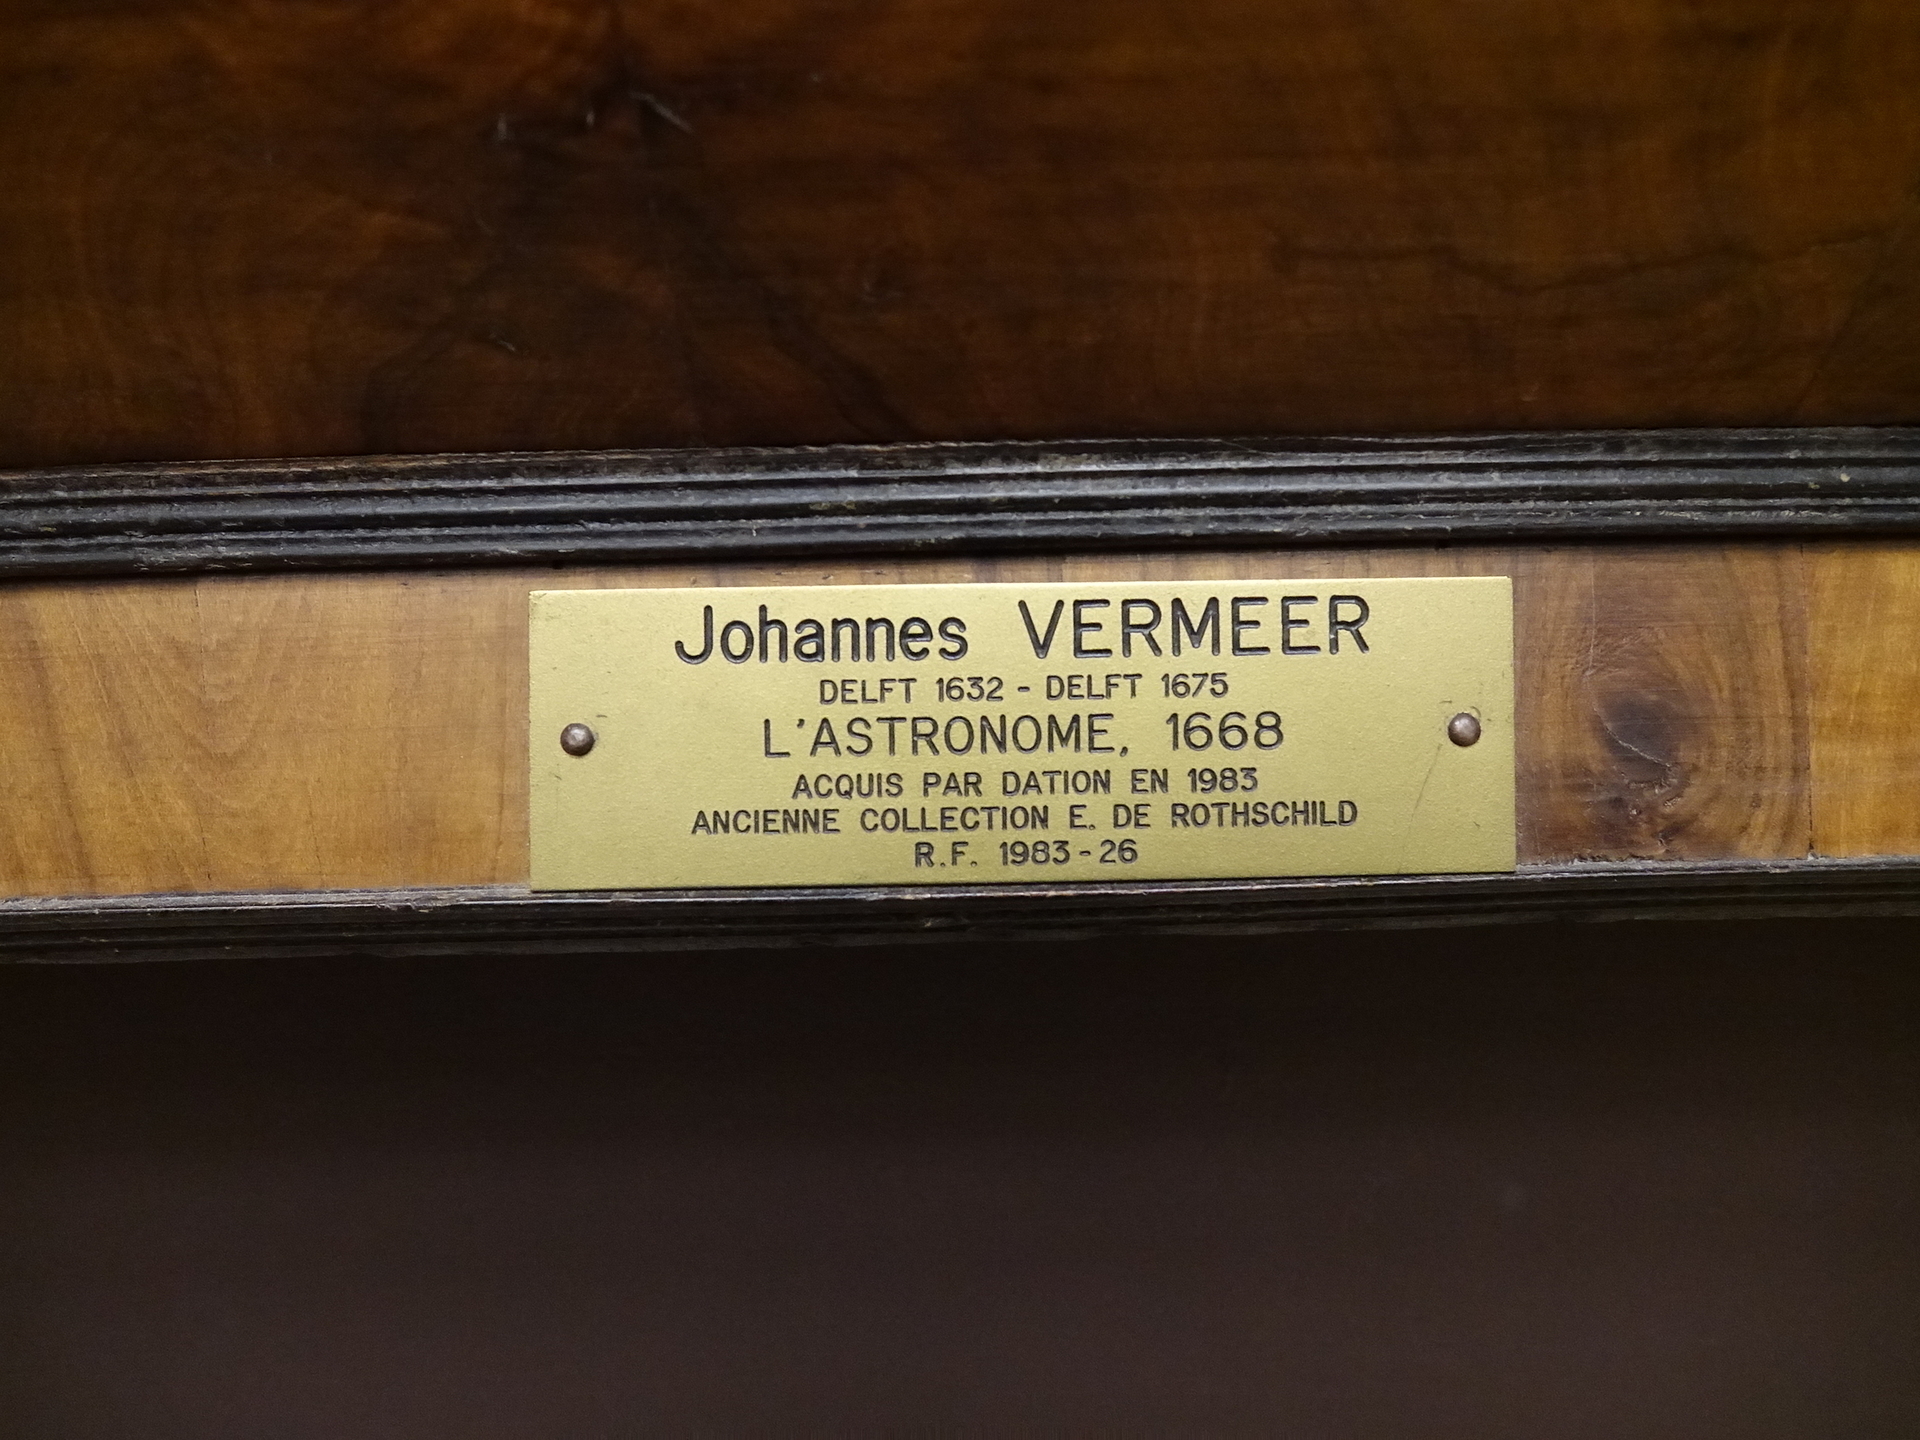 Johannes VERMEER
DELFT 1632 - DELFT 1675
L'ASTRONOME, 1668
ACQUIS PAR DATION EN 1983
ANCIENNE COLLECTION E. DE ROTHSCHILD
R.F. 1983-26